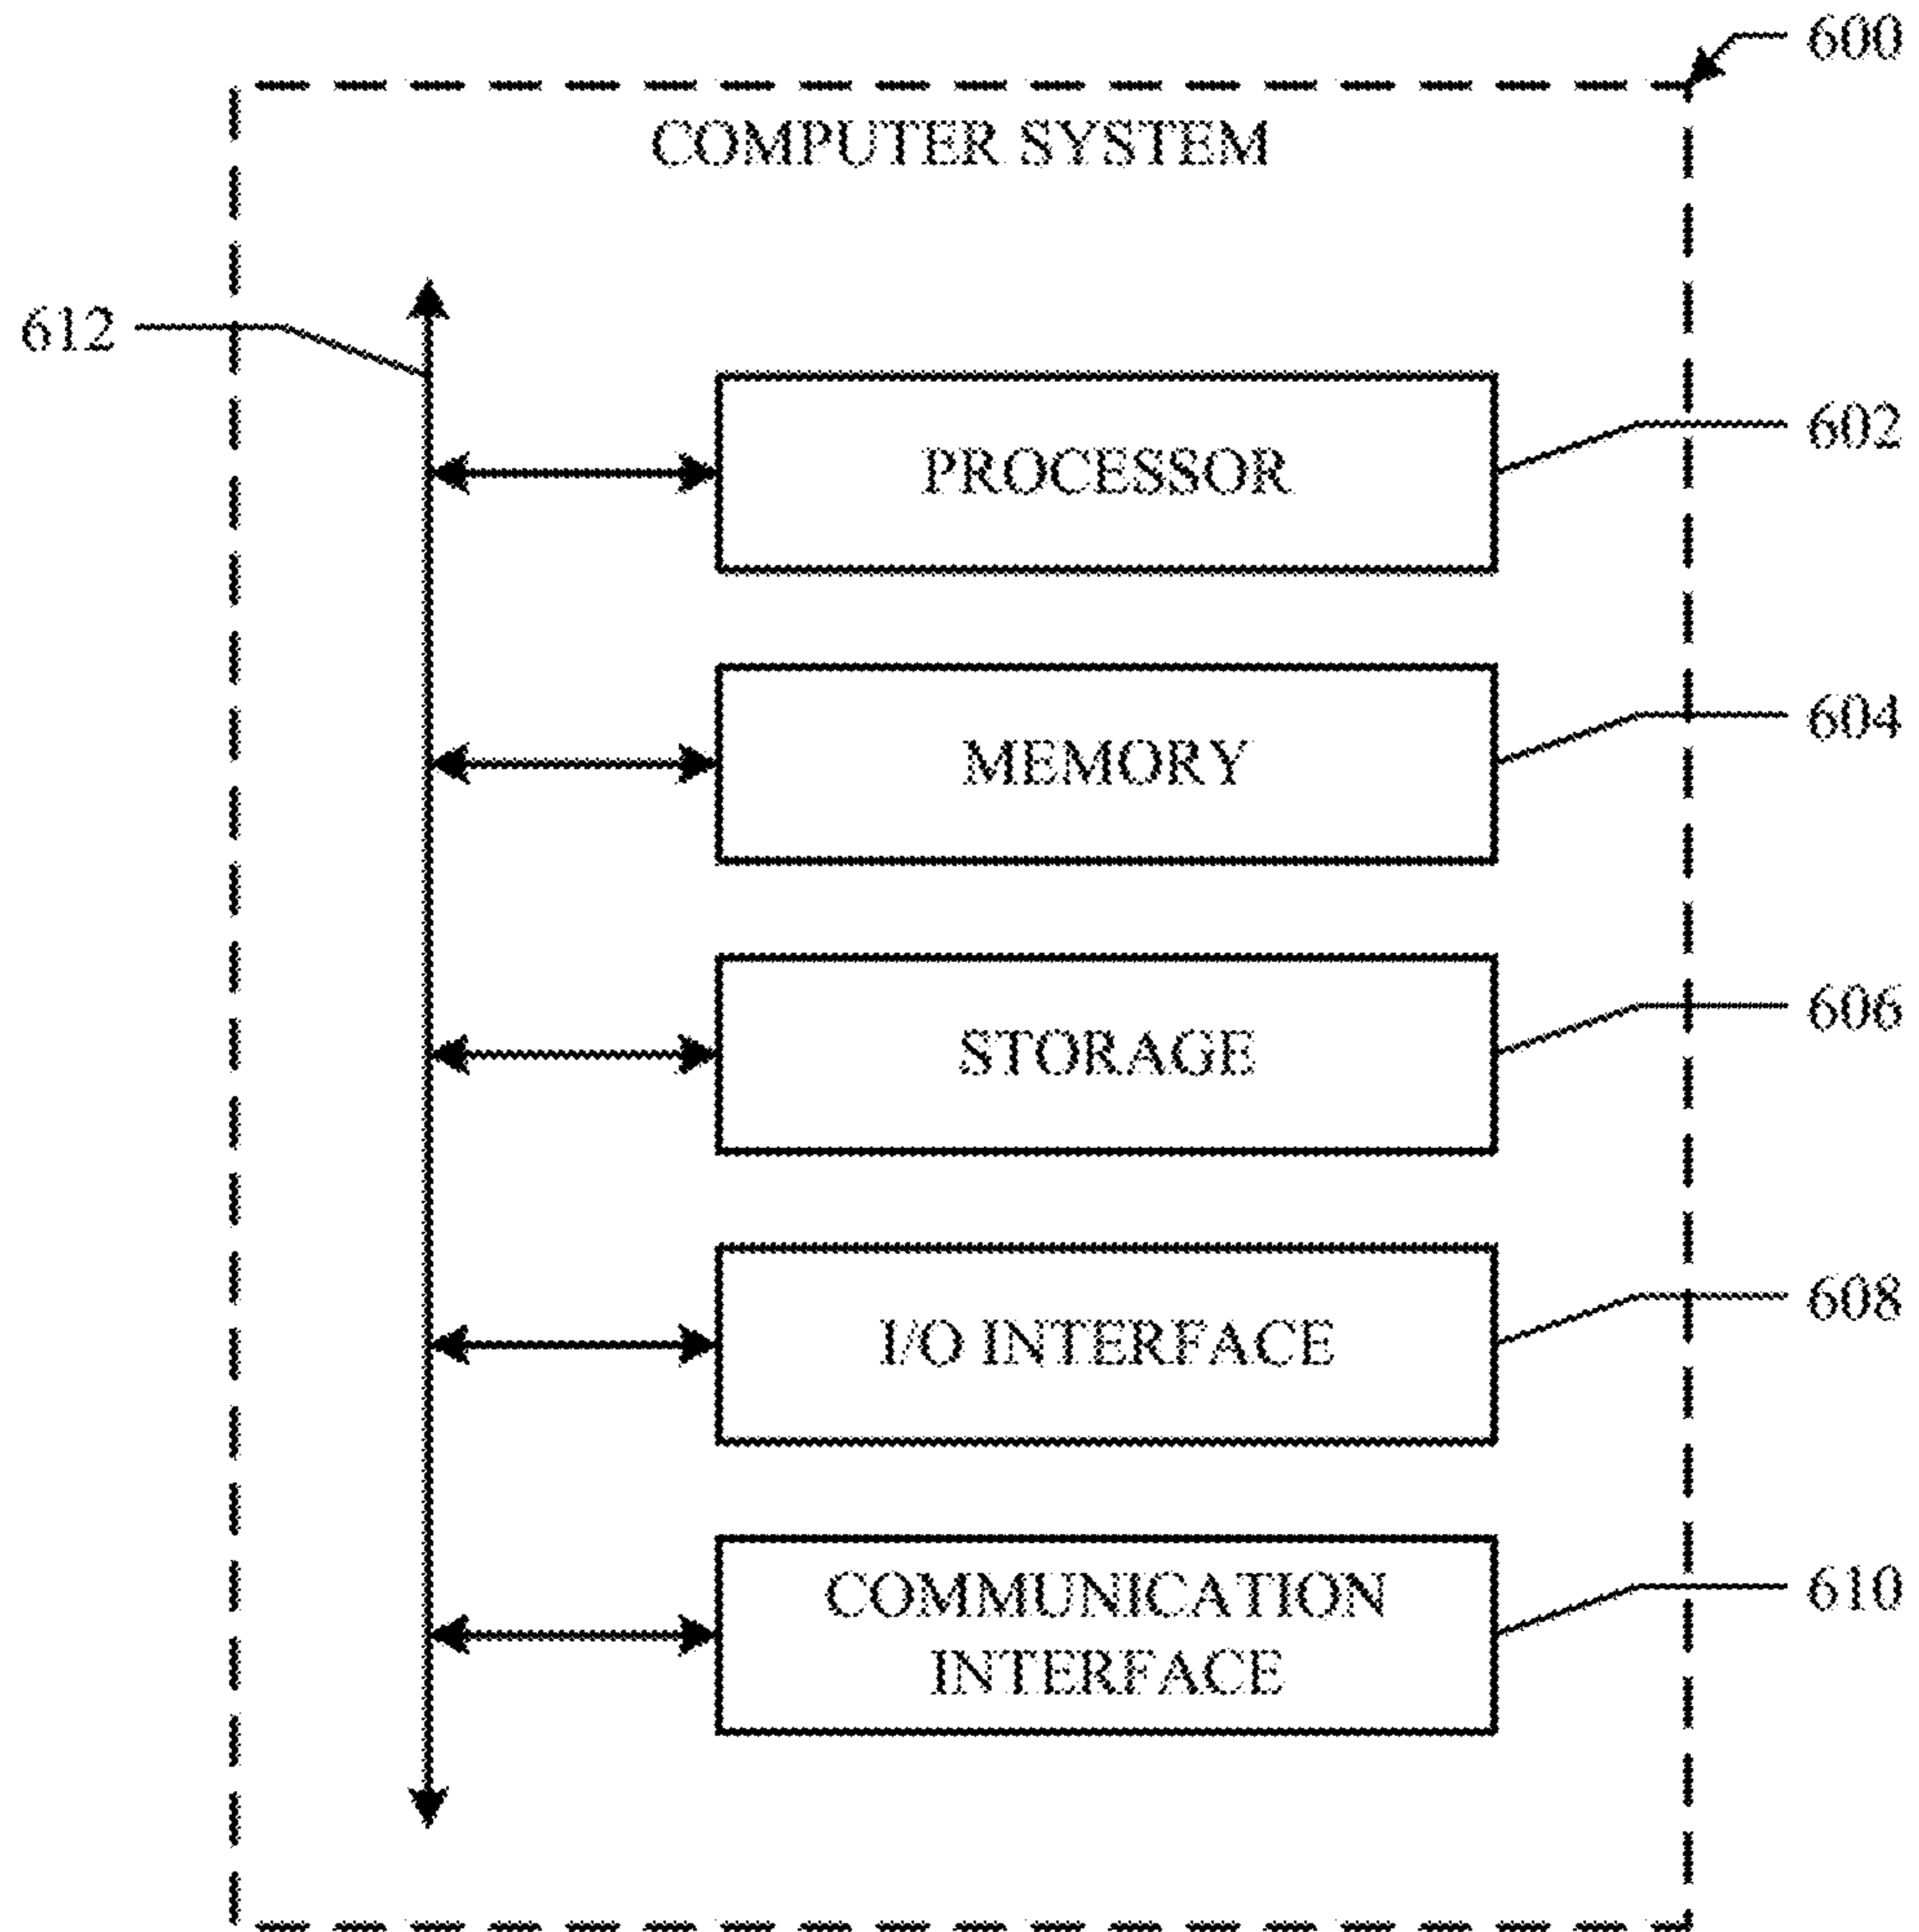 600
COMPUTER SYSTEM
612
602
PROCESSOR
604
MEMORY
606
STORAGE
608
I/O INTERFACE
610
COMMUNICATION
INTERFACE